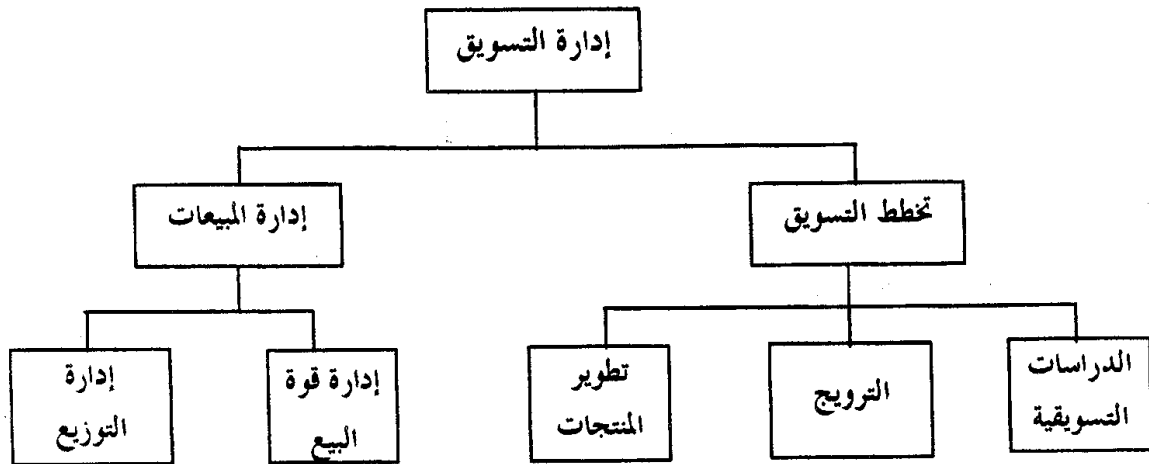 إدارة التسويق
تخطط التسويق
إدارة المبيعات
الدراسات
التسويقية
الترويج
تطوير
المنتجات
إدارة قوة
البيع
إدارة
التوزيع